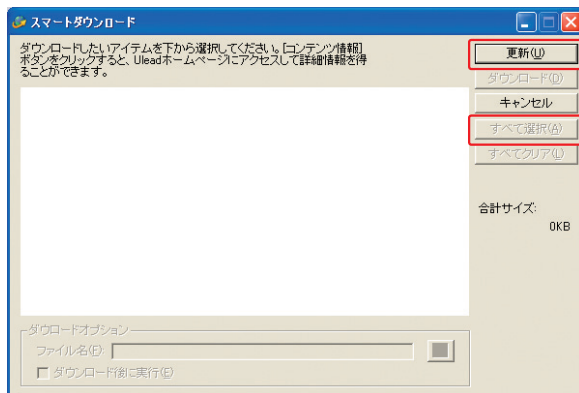 スマートダウンロード
ダウンロードしたいアイテムを下から選択してください。[コンテンツ情報]
ボタンをクリックすると、Uleadホームページにアクセスして詳細情報を得
ることができます。
更新(U)
ダウンロード(D)
キャンセル
すべて選択(A)
すべてクリア(L)
合計サイズ:
0KB
ダウロードオプション
ファイル名(F):
ダウンロード後に実行(E)